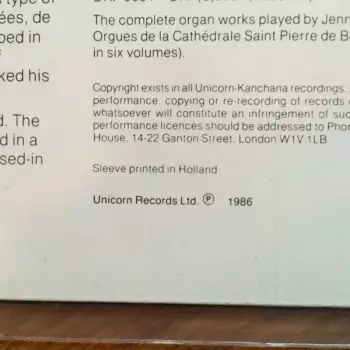 type of
ées, de
ped in
ked his
d. The
d in a
sed-in
The complete organ works played by Jenn
Orgues de la Cathédrale Saint Pierre de B
in six volumes).
Copyright exists in all Unicorn-Kanchana recordings.
performance, copying or re-recording of records
whatsoever will constitute an infringement of suc
performance licences should be addressed to Phon
House, 14-22 Ganton Street, London W1V 1LB
Sleeve printed in Holland
Unicorn Records Ltd. ℗ 1986